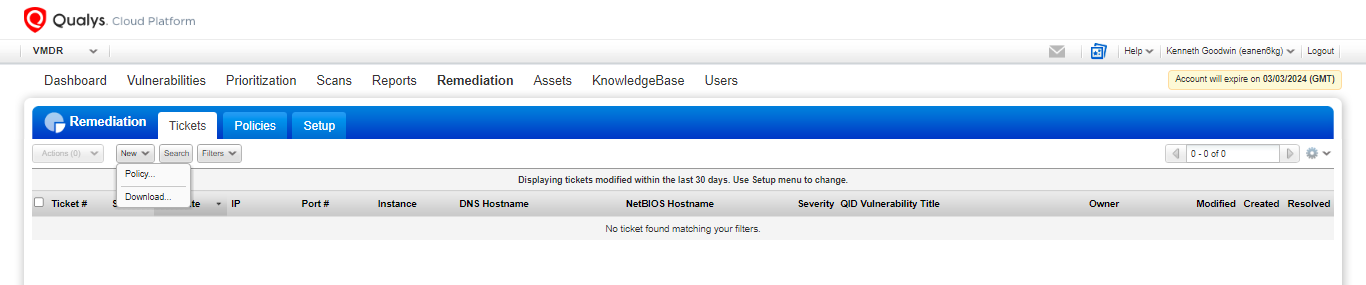 Qualys. Cloud Platform
VMDR Help Kenneth Goodwin (eanen6kg) Logout
Dashboard Vulnerabilities Prioritization Scans Reports Remediation Assets KnowledgeBase Users Account will expire on 03/03/2024 (GMT)
Remediation Tickets Policies Setup
Actions (0) New Search Filters 0 - 0 of 0
Policy...
Displaying tickets modified within the last 30 days. Use Setup menu to change.
Download...
Ticket # IP Port # Instance DNS Hostname NetBIOS Hostname Severity QID Vulnerability Title Owner Modified Created Resolved
No ticket found matching your filters.